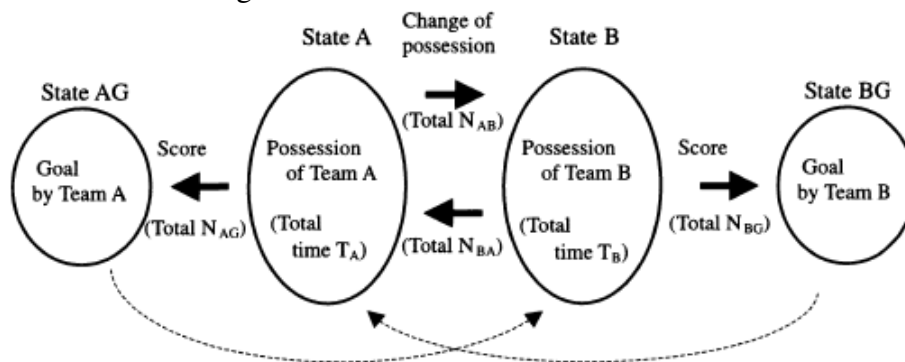 Change of
possession
State A
State B
State AG
State BG
(Total N_AB)
Score
Score
Goal
by Team A
Possession
of Team A
Possession
of Team B
Goal
by Team B
(Total N_AG)
(Total
time T_A)
(Total N_BA)
(Total
time T_B)
(Total N_BG)